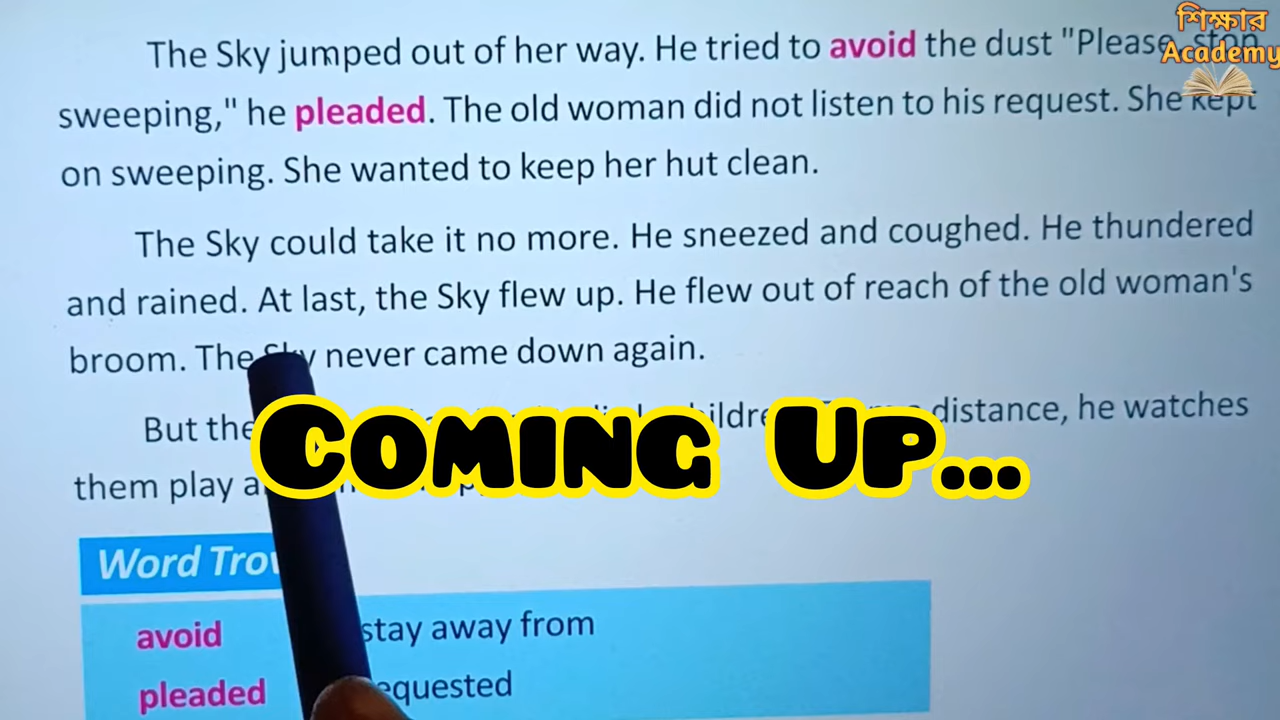 The Sky jumped out of her way. He tried to avoid the dust "Please, stop
শিক্ষার
Academy
sweeping," he pleaded. The old woman did not listen to his request. She kept
on sweeping. She wanted to keep her hut clean.
The Sky could take it no more. He sneezed and coughed. He thundered
and rained. At last, the Sky flew up. He flew out of reach of the old woman's
broom. The Sky never came down again.
But the distance, he watches
them play
Coming Up...
Word
avoid stay away from
pleaded requested